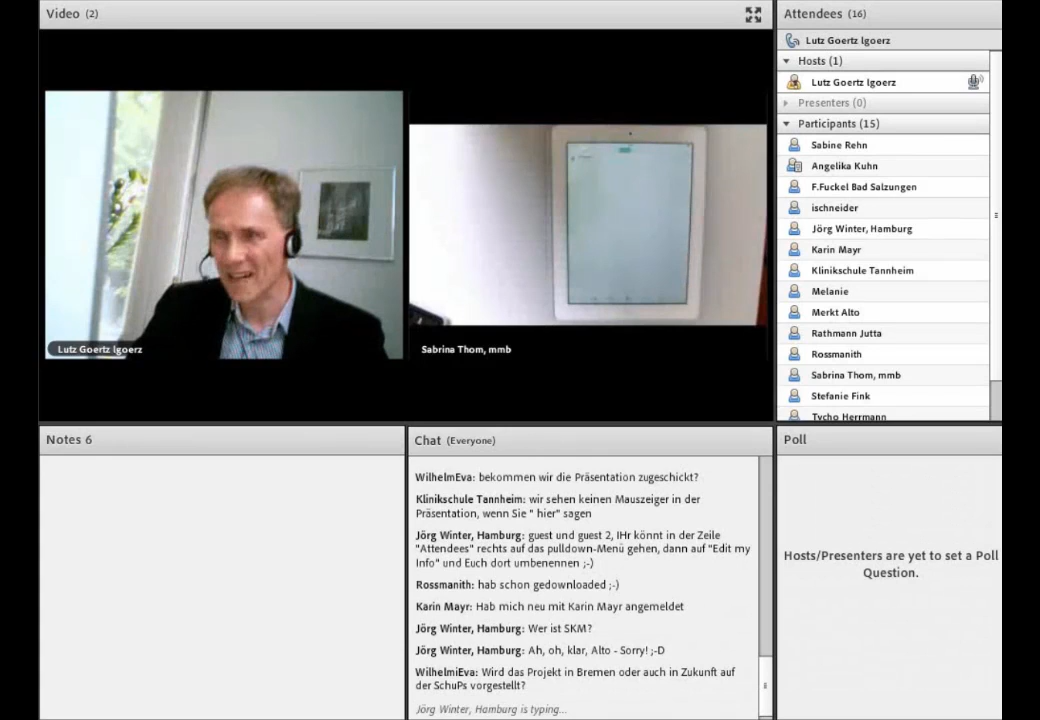 Video (2)
Lutz Goertz lgoerz
Sabrina Thom, mmb
Attendees (16)
Lutz Goertz lgoerz
Hosts (1)
Lutz Goertz lgoerz
Presenters (0)
Participants (15)
Sabine Rehn
Angelika Kuhn
F.Fuckel Bad Salzungen
ischneider
Jörg Winter, Hamburg
Karin Mayr
Klinikschule Tannheim
Melanie
Merkt Alto
Rathmann Jutta
Rossmanith
Sabrina Thom, mmb
Stefanie Fink
Tycho Herrmann
Notes 6
Chat (Everyone)
WilhelmEva: bekommen wir die Präsentation zugeschickt?
Klinikschule Tannheim: wir sehen keinen Mauszeiger in der
Präsentation, wenn Sie " hier" sagen
Jörg Winter, Hamburg: guest und guest 2, IHr könnt in der Zeile
"Attendees" rechts auf das pulldown-Menü gehen, dann auf "Edit my
Info" und Euch dort umbenennen ;-)
Rossmanith: hab schon gedownloaded ;-)
Karin Mayr: Hab mich neu mit Karin Mayr angemeldet
Jörg Winter, Hamburg: Wer ist SKM?
Jörg Winter, Hamburg: Ah, oh, klar, Alto - Sorry! ;-D
WilhelmiEva: Wird das Projekt in Bremen oder auch in Zukunft auf
der SchuPs vorgestellt?
Jörg Winter, Hamburg is typing...
Poll
Hosts/Presenters are yet to set a Poll
Question.